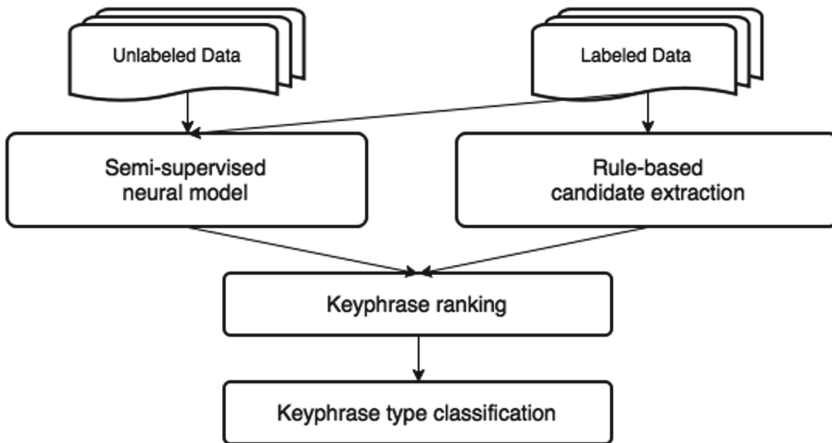 Unlabeled Data
Labeled Data
Semi-supervised
neural model
Rule-based
candidate extraction
Keyphrase ranking
Keyphrase type classification